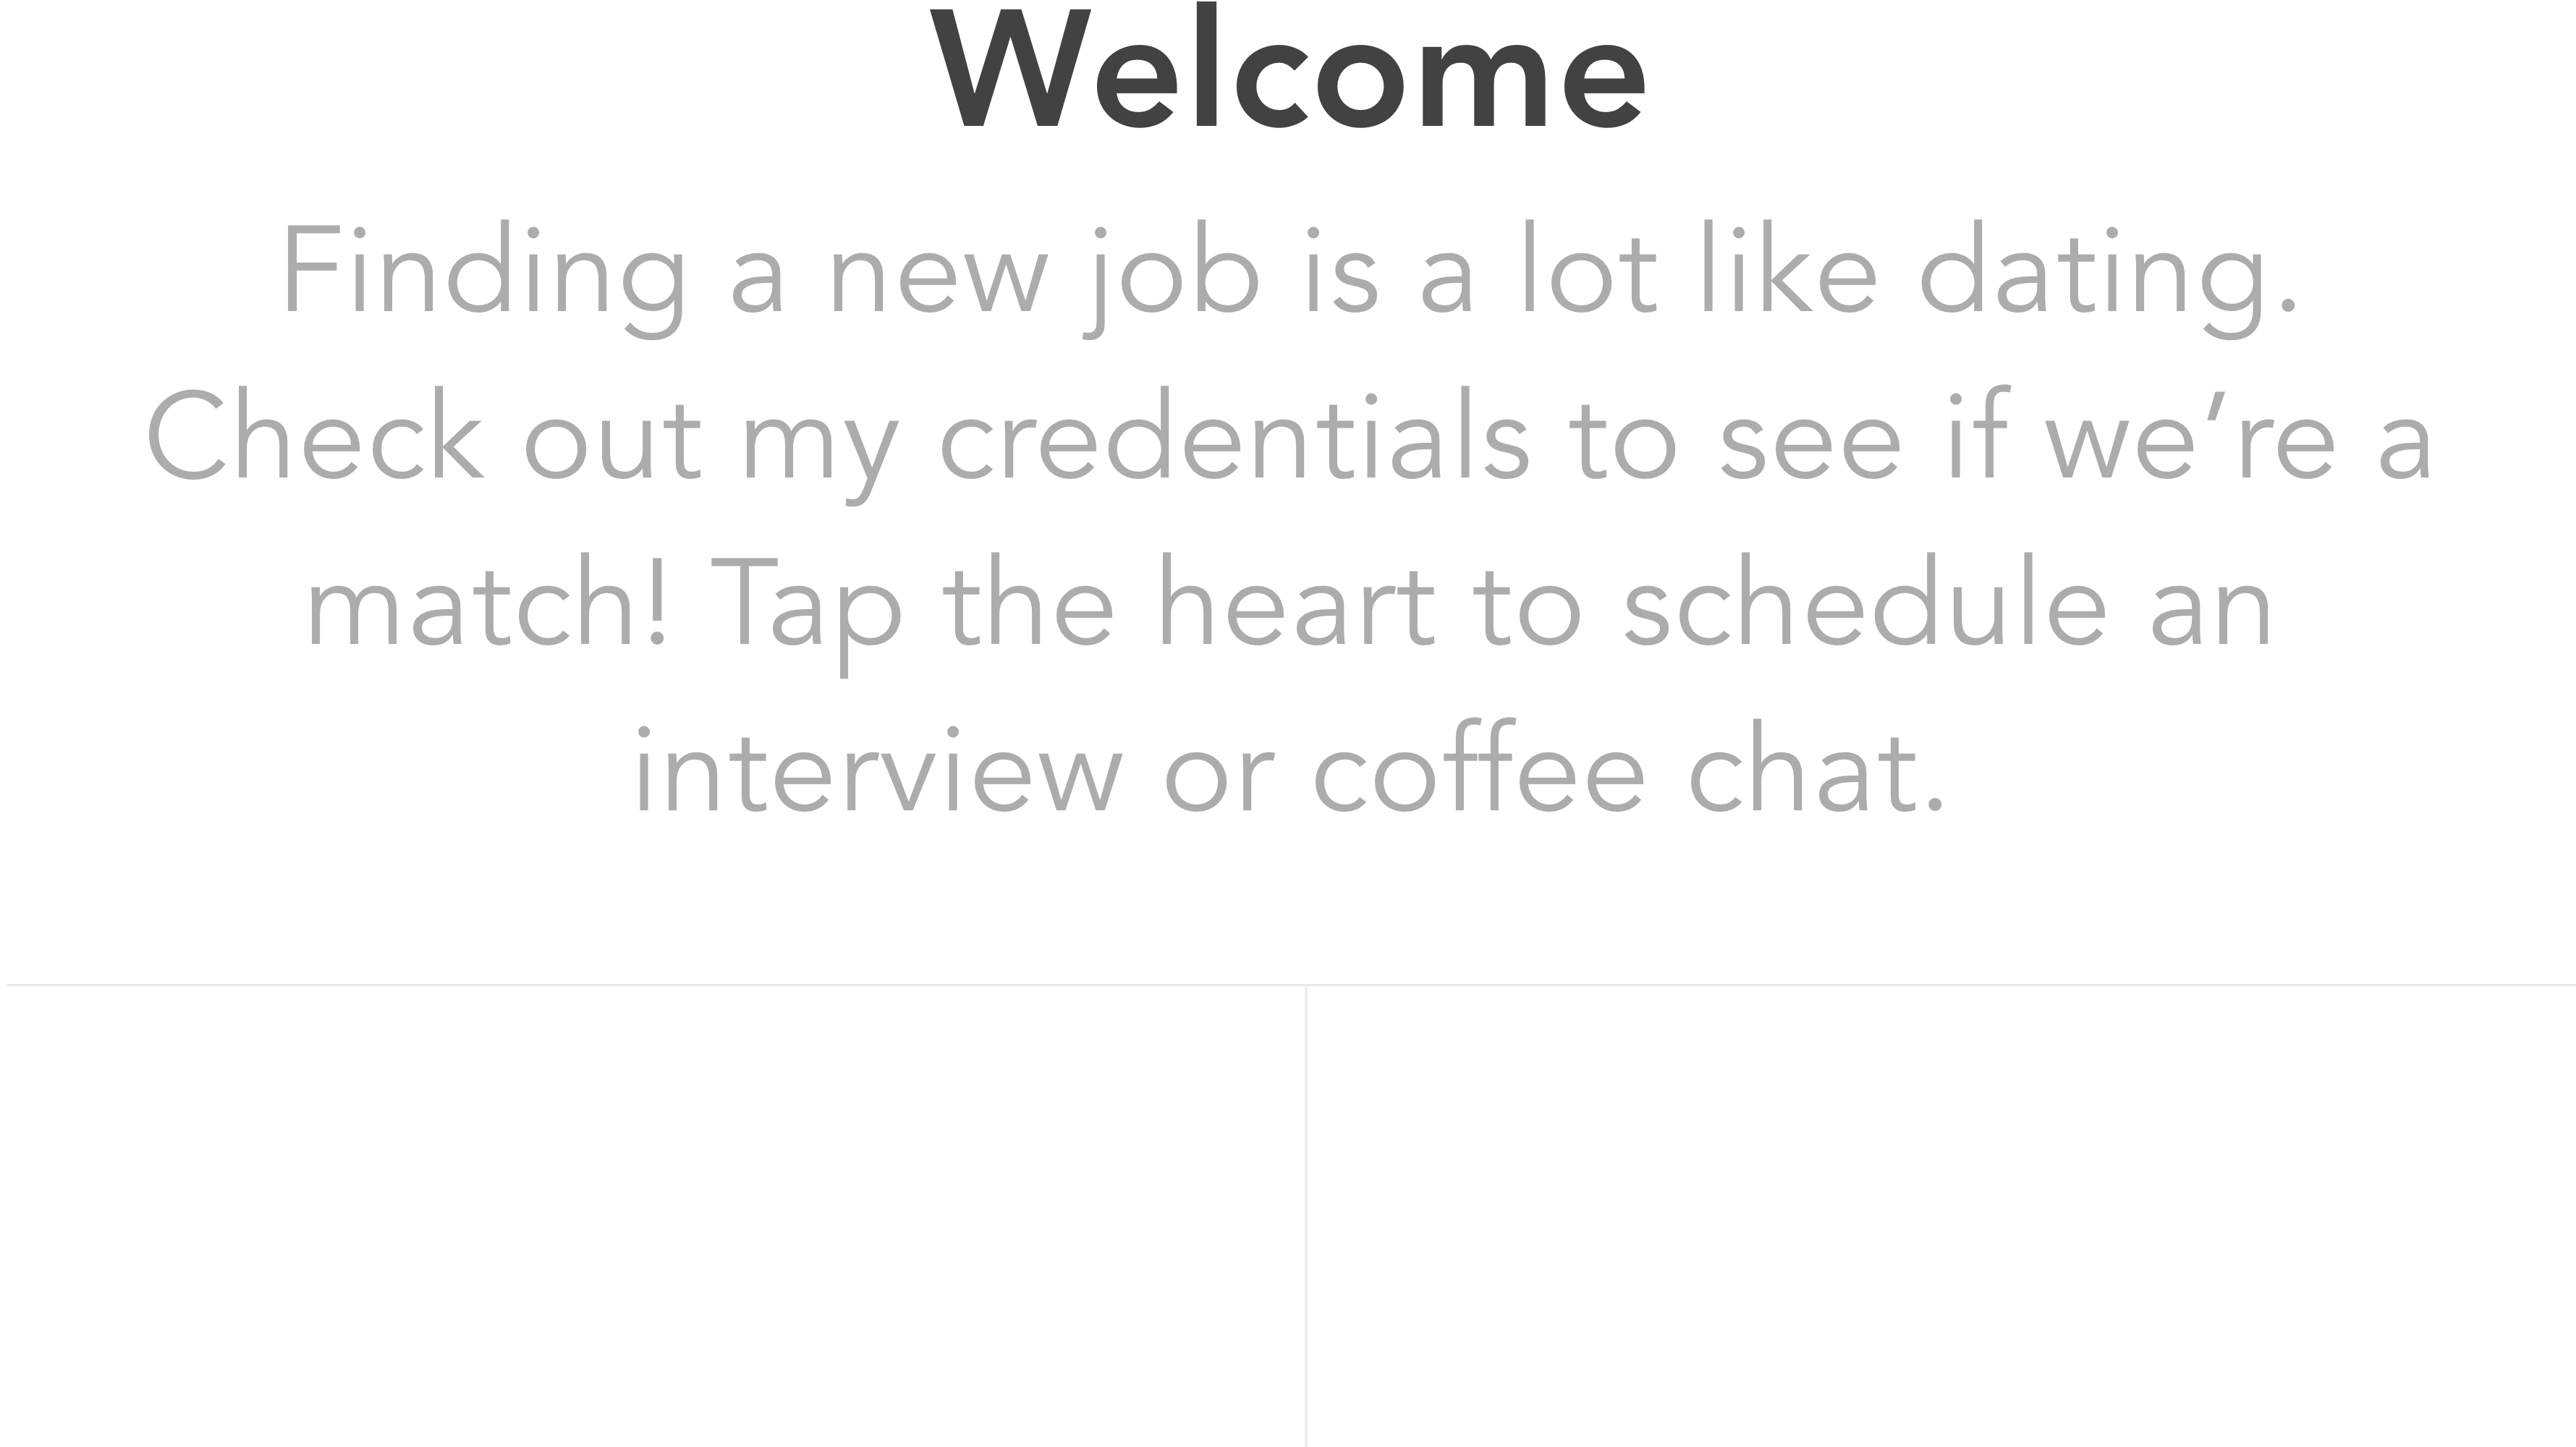 Welcome
Finding a new job is a lot like dating.
Check out my credentials to see if we’re a
match! Tap the heart to schedule an
interview or coffee chat.